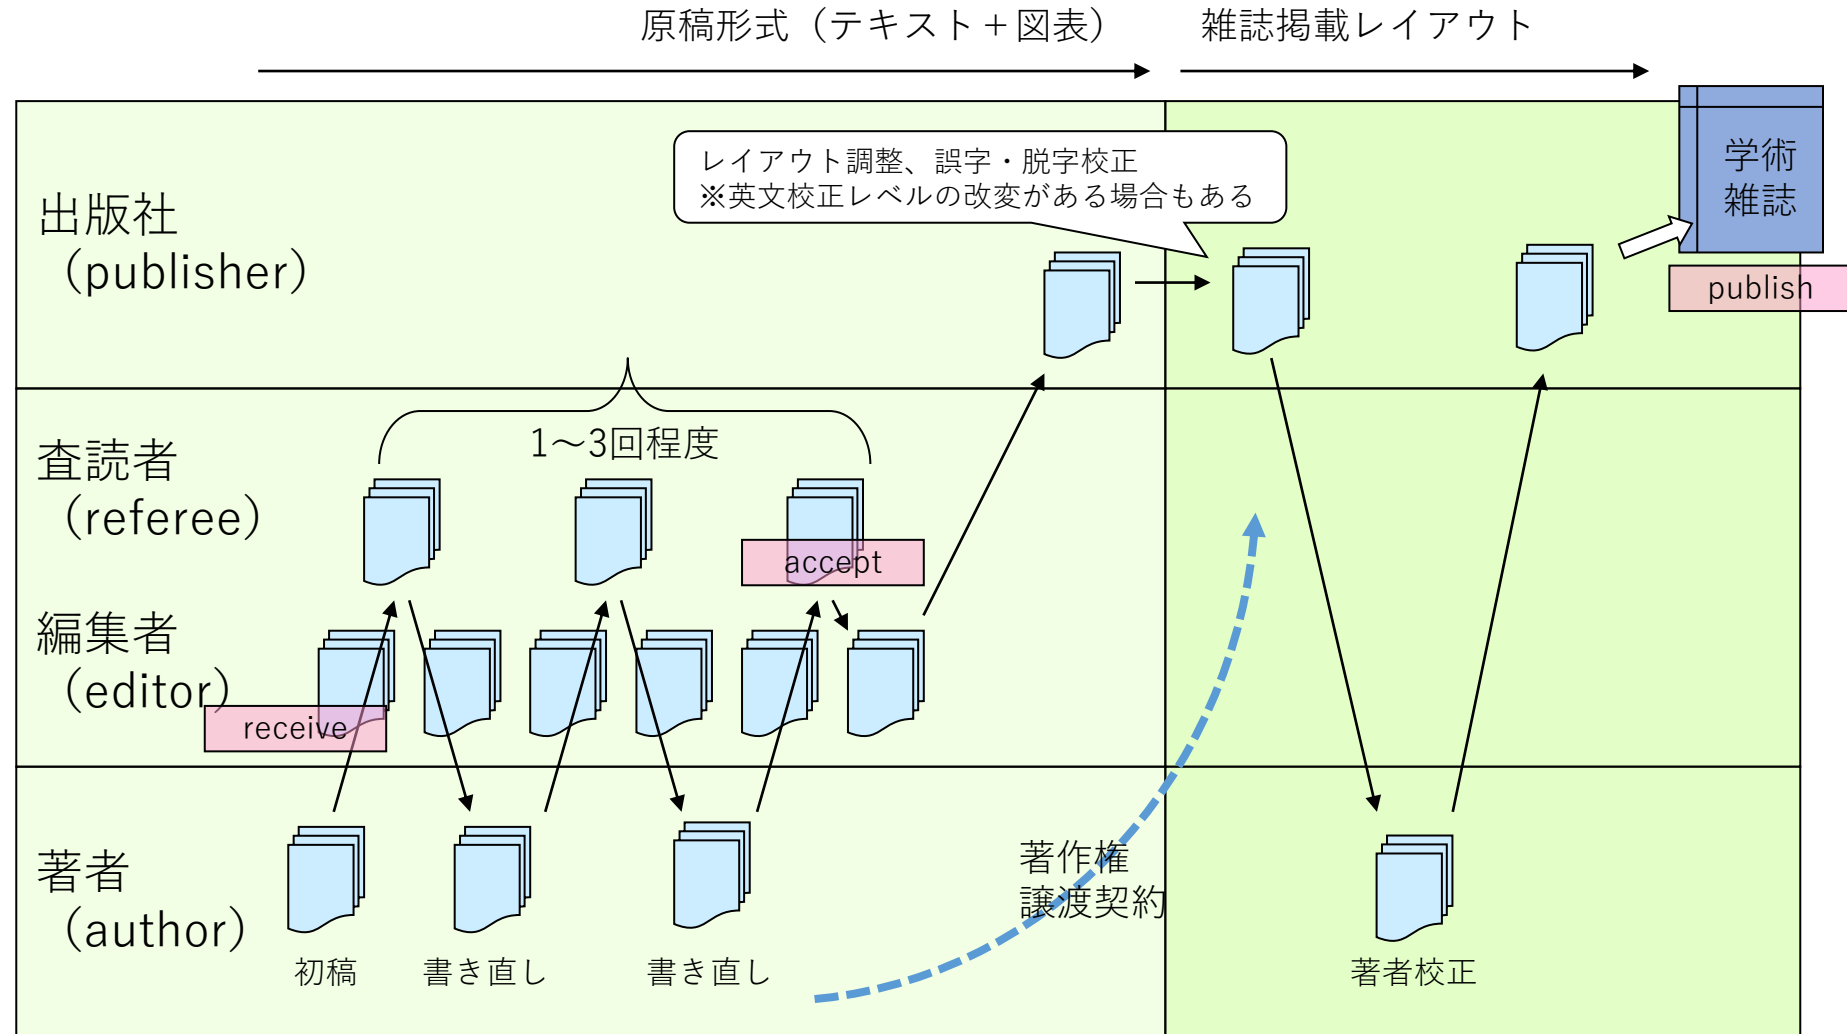 原稿形式（テキスト＋図表）
雑誌掲載レイアウト
学術
雑誌
publish
レイアウト調整、誤字・脱字校正
※英文校正レベルの改変がある場合もある
出版社
（publisher）
1～3回程度
査読者
（referee）
accept
編集者
（editor）
receive
著者
（author）
著作権
譲渡契約
初稿
書き直し
書き直し
著者校正